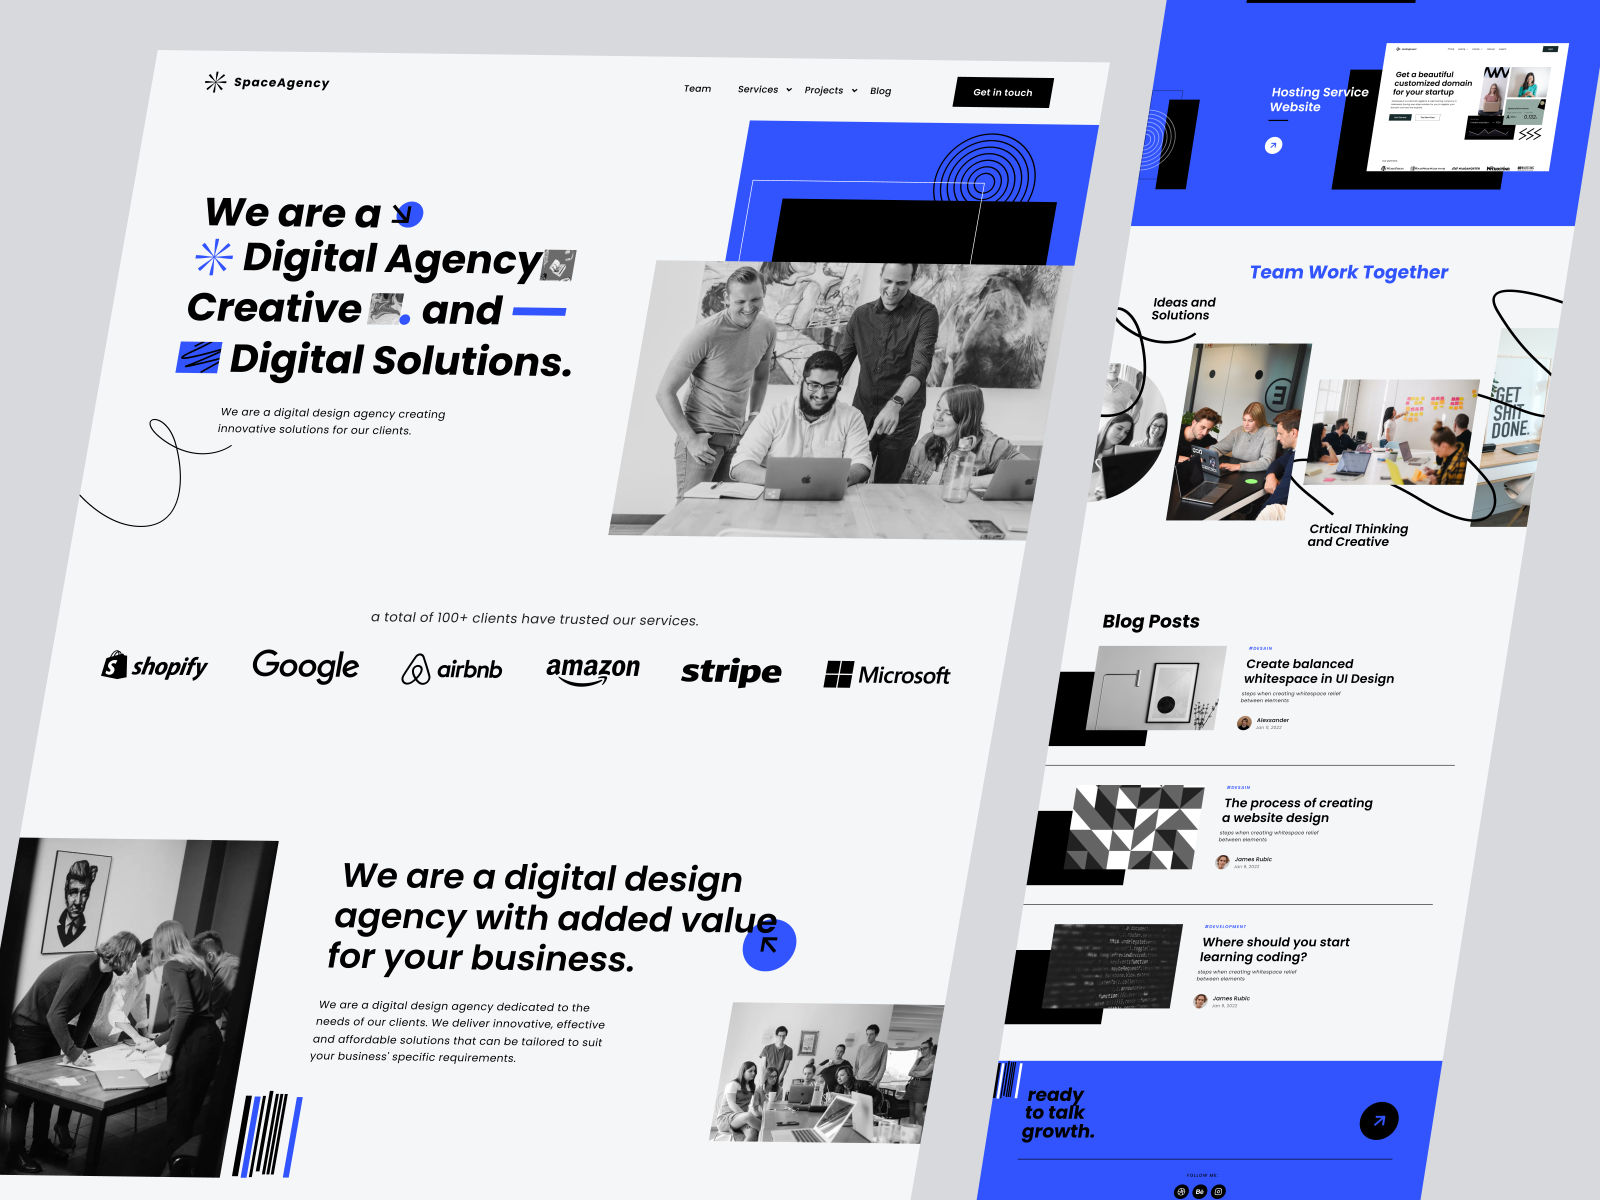 SpaceAgency
Team
Services
Projects
Blog
Get in touch
We are a
Digital Agency
Creative . and
Digital Solutions.
We are a digital design agency creating
innovative solutions for our clients.
a total of 100+ clients have trusted our services.
shopify
Google
airbnb
amazon
stripe
Microsoft
We are a digital design
agency with added value
for your business.
We are a digital design agency dedicated to the
needs of our clients. We deliver innovative, effective
and affordable solutions that can be tailored to suit
your business' specific requirements.
Hosting Service
Website
Get a beautiful
customized domain
for your startup
Team Work Together
Ideas and
Solutions
GET
SHIT
DONE.
Crtical Thinking
and Creative
Blog Posts
#DESAIN
Create balanced
whitespace in UI Design
steps when creating whitespace relief
between elements
Alexsander
Jan 9, 2022
#DESAIN
The process of creating
a website design
steps when creating whitespace relief
between elements
James Rubic
Jan 9, 2022
#DEVELOPMENT
Where should you start
learning coding?
steps when creating whitespace relief
between elements
James Rubic
Jan 9, 2022
ready
to talk
growth.
FOLLOW ME
Bē